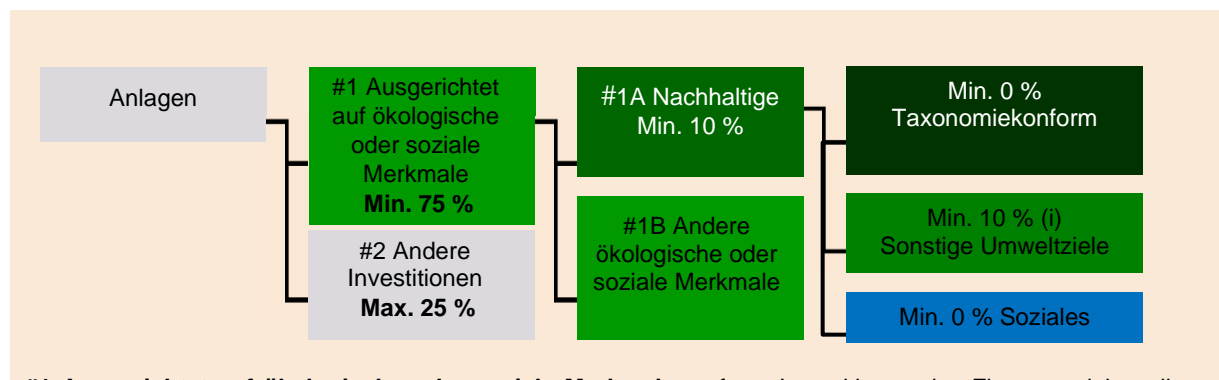 Anlagen
#1 Ausgerichtet
auf ökologische
oder soziale
Merkmale
Min. 75 %
#2 Andere
Investitionen
Max. 25 %
#1A Nachhaltige
Min. 10 %
#1B Andere
ökologische oder
soziale Merkmale
Min. 0 %
Taxonomiekonform
Min. 10 % (i)
Sonstige Umweltziele
Min. 0 % Soziales